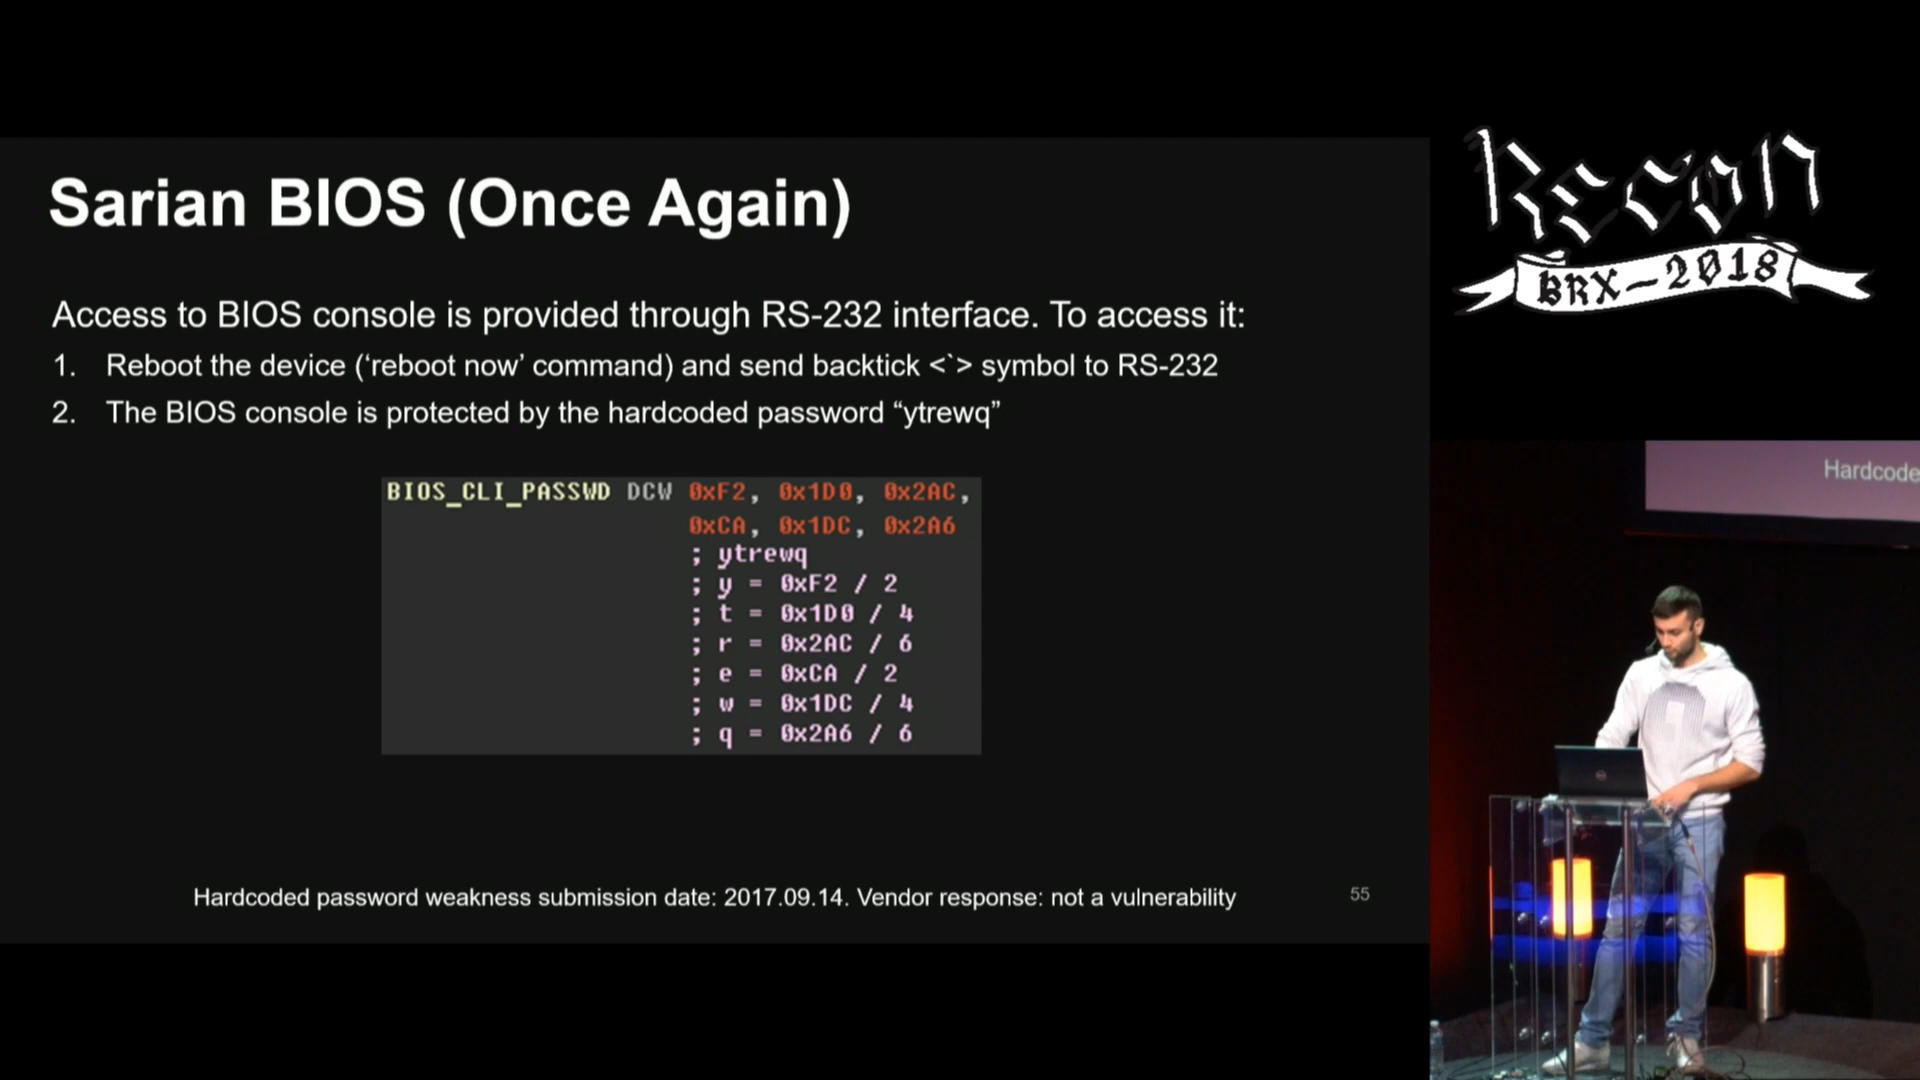 Sarian BIOS (Once Again)
Access to BIOS console is provided through RS-232 interface. To access it:
1. Reboot the device (‘reboot now’ command) and send backtick <`> symbol to RS-232
2. The BIOS console is protected by the hardcoded password “ytrewq”
BIOS_CLI_PASSWD DCW 0xF2, 0x1D0, 0x2AC,
0xCA, 0x1DC, 0x2A6
; ytrewq
; y = 0xF2 / 2
; t = 0x1D0 / 4
; r = 0x2AC / 6
; e = 0xCA / 2
; w = 0x1DC / 4
; q = 0x2A6 / 6
Hardcoded password weakness submission date: 2017.09.14. Vendor response: not a vulnerability
55
Recon
BRX-2018
Hardcode